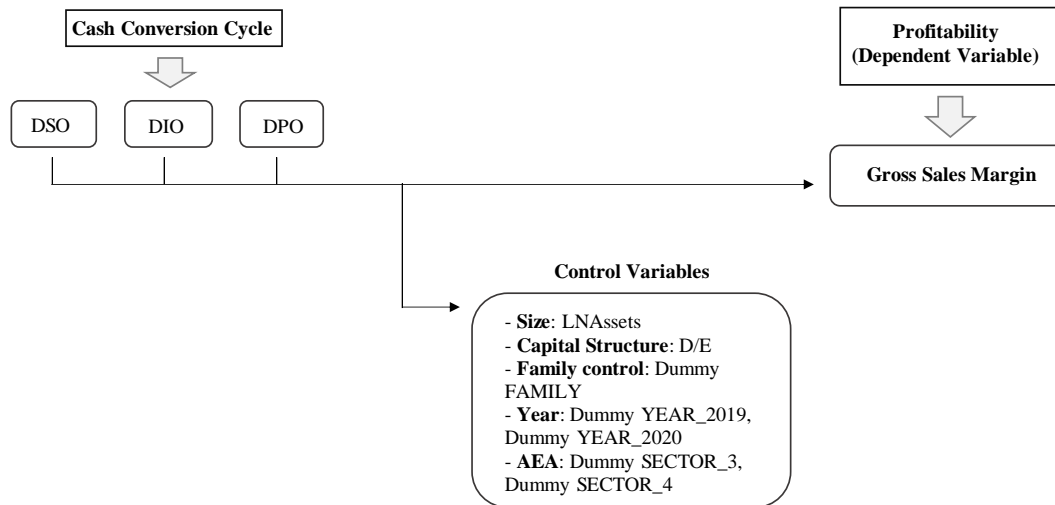 Cash Conversion Cycle
Profitability
(Dependent Variable)
DSO
DIO
DPO
Gross Sales Margin
Control Variables
- Size: LNAssets
- Capital Structure: D/E
- Family control: Dummy
FAMILY
- Year: Dummy YEAR_2019,
Dummy YEAR_2020
- AEA: Dummy SECTOR_3,
Dummy SECTOR_4